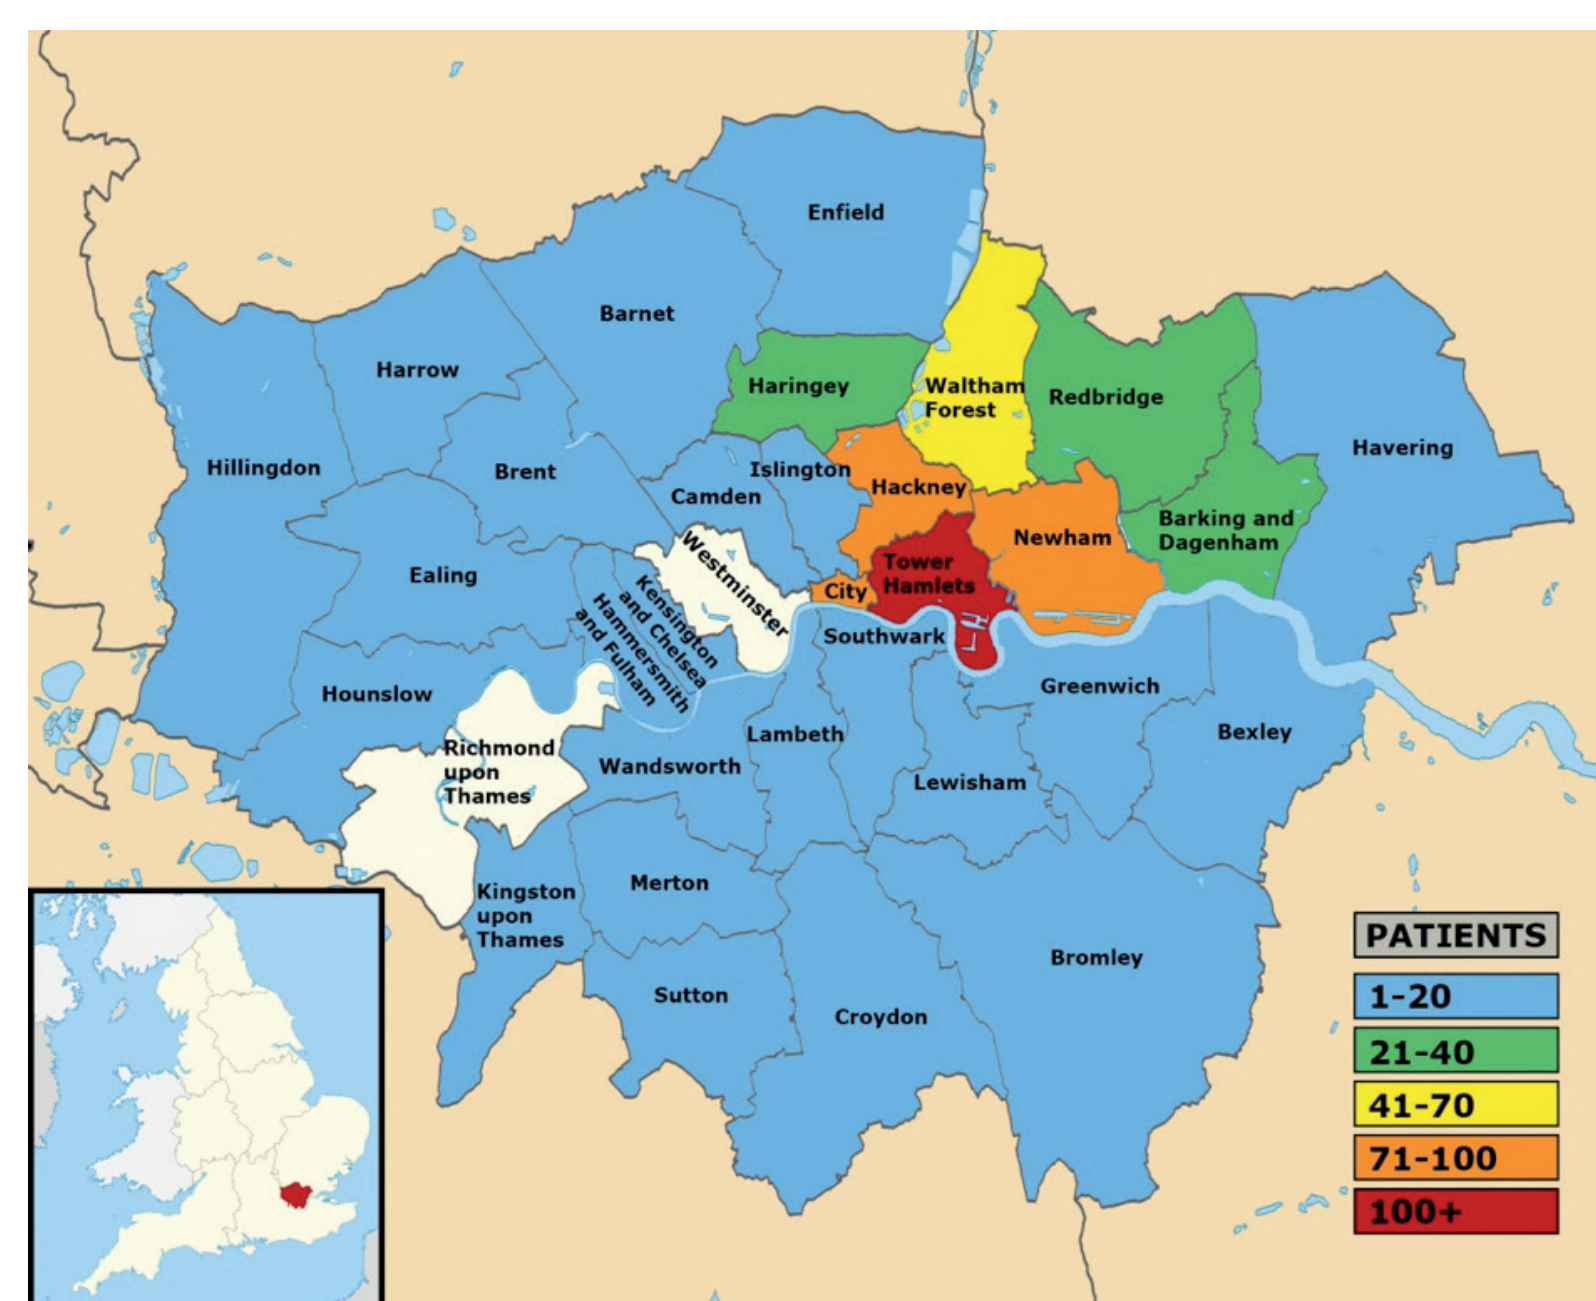 Enfield
Barnet
Harrow
Haringey
Waltham
Forest
Redbridge
Havering
Hillingdon
Brent
Islington
Camden
Hackney
Barking and
Dagenham
Newham
Westminster
Ealing
Tower
Hamlets
City
Kensington
and Chelsea
Hammersmith
and Fulham
Southwark
Hounslow
Greenwich
Richmond
upon
Thames
Lambeth
Bexley
Wandsworth
Lewisham
Merton
Kingston
upon
Thames
Bromley
Sutton
Croydon
PATIENTS
1-20
21-40
41-70
71-100
100+